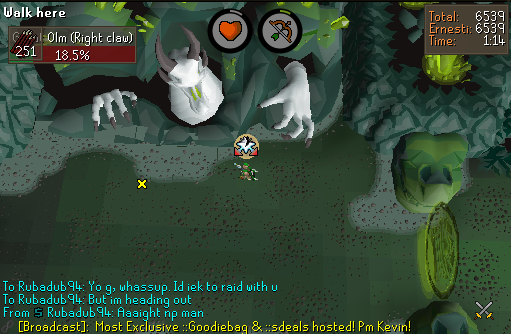 Walk here
Total: 6539
Ernesti: 6539
Time: 1:14
Olm (Right claw)
251
18.5%
To Rubadub94: Yo g, whassup. Id iek to raid with u
To Rubadub94: But im heading out
From S Rubadub94: Aaaight np man
[Broadcast]: Most Exclusive ::Goodiebag & ::sdeals hosted! Pm Kevin!